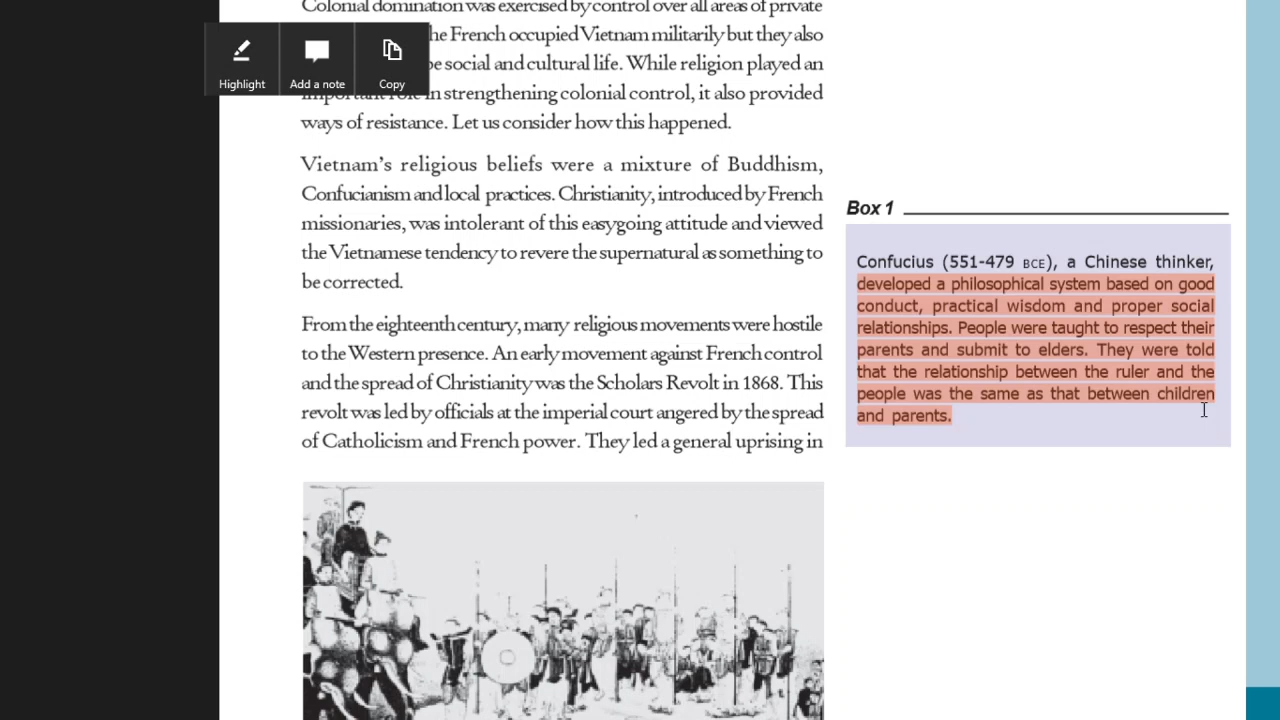 Colonial domination was exercised by control over all areas of private
he French occupied Vietnam militarily but they also
Highlight
Add a note
Copy
pe social and cultural life. While religion played an
important role in strengthening colonial control, it also provided
ways of resistance. Let us consider how this happened.
Vietnam's religious beliefs were a mixture of Buddhism,
Confucianism and local practices. Christianity, introduced by French
missionaries, was intolerant of this easygoing attitude and viewed
the Vietnamese tendency to revere the supernatural as something to
be corrected.
From the eighteenth century, many religious movements were hostile
to the Western presence. An early movement against French control
and the spread of Christianity was the Scholars Revolt in 1868. This
revolt was led by officials at the imperial court angered by the spread
of Catholicism and French power. They led a general uprising in
Box 1
Confucius (551-479 BCE), a Chinese thinker,
developed a philosophical system based on good
conduct, practical wisdom and proper social
relationships. People were taught to respect their
parents and submit to elders. They were told
that the relationship between the ruler and the
people was the same as that between children
and parents.